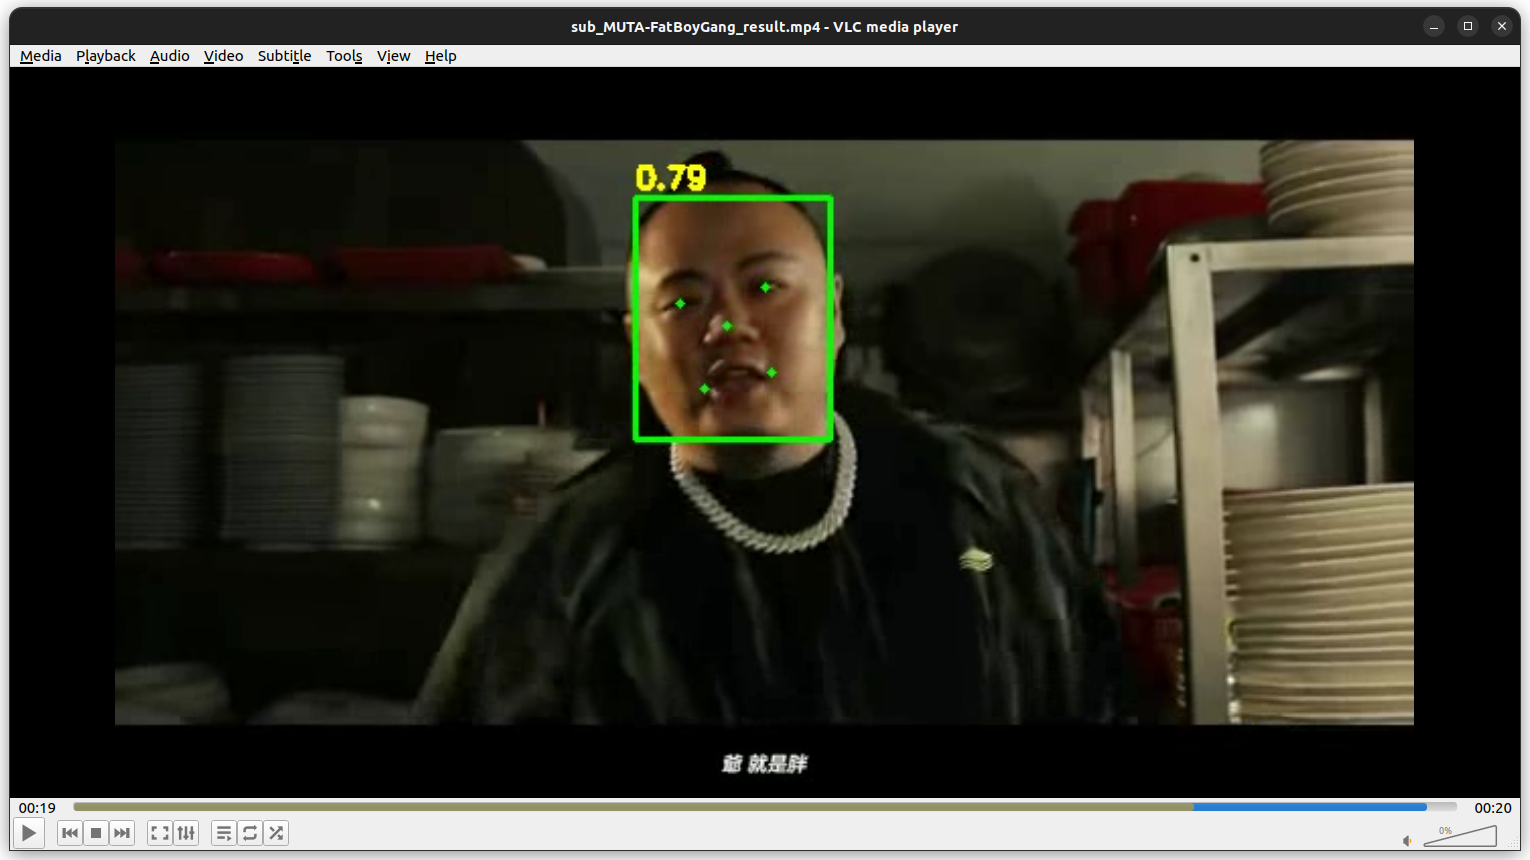 sub_MUTA-FatBoyGang_result.mp4 - VLC media player
Media Playback Audio Video Subtitle Tools View Help
0.79
爺 就是胖
00:19
00:20
0%